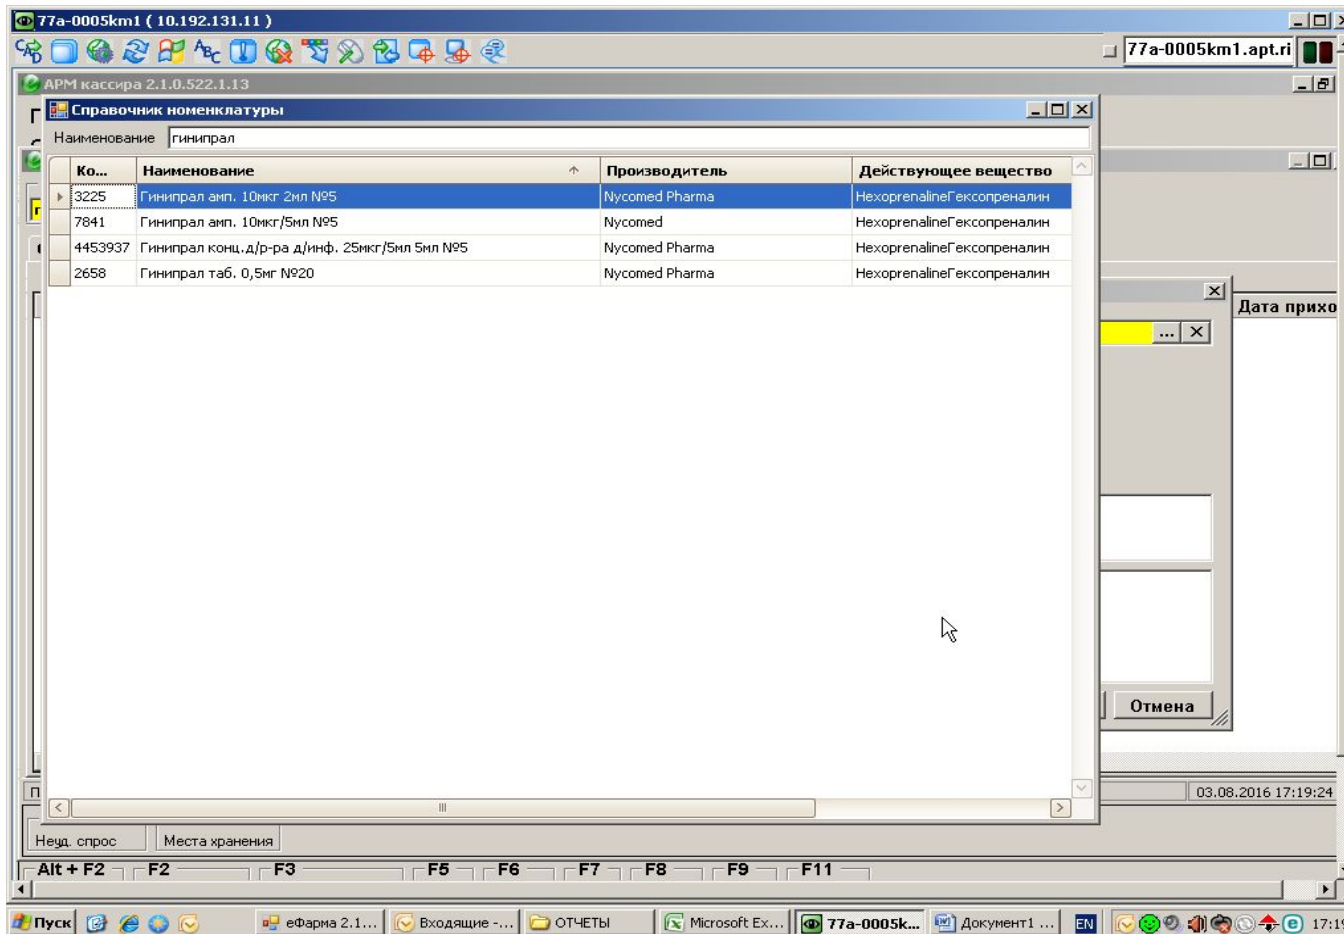 77a-0005km1 ( 10.192.131.11 )
77a-0005km1.apt.ri
АРМ кассира 2.1.0.522.1.13
Справочник номенклатуры
Наименование гинипрал
Ко... Наименование Производитель Действующее вещество
3225 Гинипрал амп. 10мкг 2мл №5 Nycomed Pharma HexoprenalineГексопреналин
7841 Гинипрал амп. 10мкг/5мл №5 Nycomed HexoprenalineГексопреналин
4453937 Гинипрал конц.д/р-ра д/инф. 25мкг/5мл 5мл №5 Nycomed Pharma HexoprenalineГексопреналин
2658 Гинипрал таб. 0,5мг №20 Nycomed Pharma HexoprenalineГексопреналин
Дата прихо
...
Отмена
03.08.2016 17:19:24
Неуд. спрос Места хранения
Alt + F2 F2 F3 F5 F6 F7 F8 F9 F11
Пуск еФарма 2.1... Входящие -... ОТЧЕТЫ Microsoft Ex... 77a-0005k... Документ1 ... EN 17:19